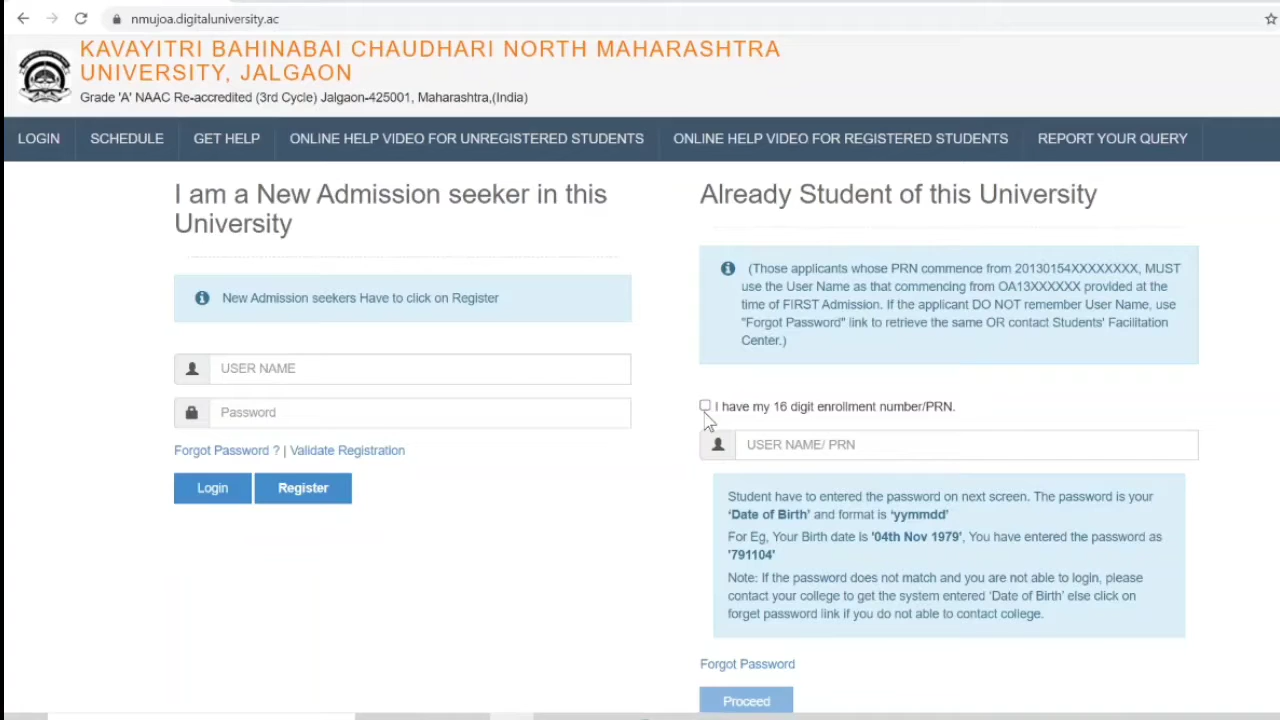 nmujoa.digitaluniversity.ac
KAVAYITRI BAHINABAI CHAUDHARI NORTH MAHARASHTRA
UNIVERSITY, JALGAON
Grade 'A' NAAC Re-accredited (3rd Cycle) Jalgaon-425001, Maharashtra,(India)
LOGIN SCHEDULE GET HELP ONLINE HELP VIDEO FOR UNREGISTERED STUDENTS ONLINE HELP VIDEO FOR REGISTERED STUDENTS REPORT YOUR QUERY
I am a New Admission seeker in this
University
New Admission seekers Have to click on Register
USER NAME
Password
Forgot Password ? | Validate Registration
Login Register
Already Student of this University
(Those applicants whose PRN commence from 20130154XXXXXXXX, MUST
use the User Name as that commencing from OA13XXXXXX provided at the
time of FIRST Admission. If the applicant DO NOT remember User Name, use
"Forgot Password" link to retrieve the same OR contact Students' Facilitation
Center.)
I have my 16 digit enrollment number/PRN.
USER NAME/ PRN
Student have to entered the password on next screen. The password is your
‘Date of Birth’ and format is ‘yymmdd’
For Eg, Your Birth date is '04th Nov 1979', You have entered the password as
'791104'
Note: If the password does not match and you are not able to login, please
contact your college to get the system entered ‘Date of Birth’ else click on
forget password link if you do not able to contact college.
Forgot Password
Proceed